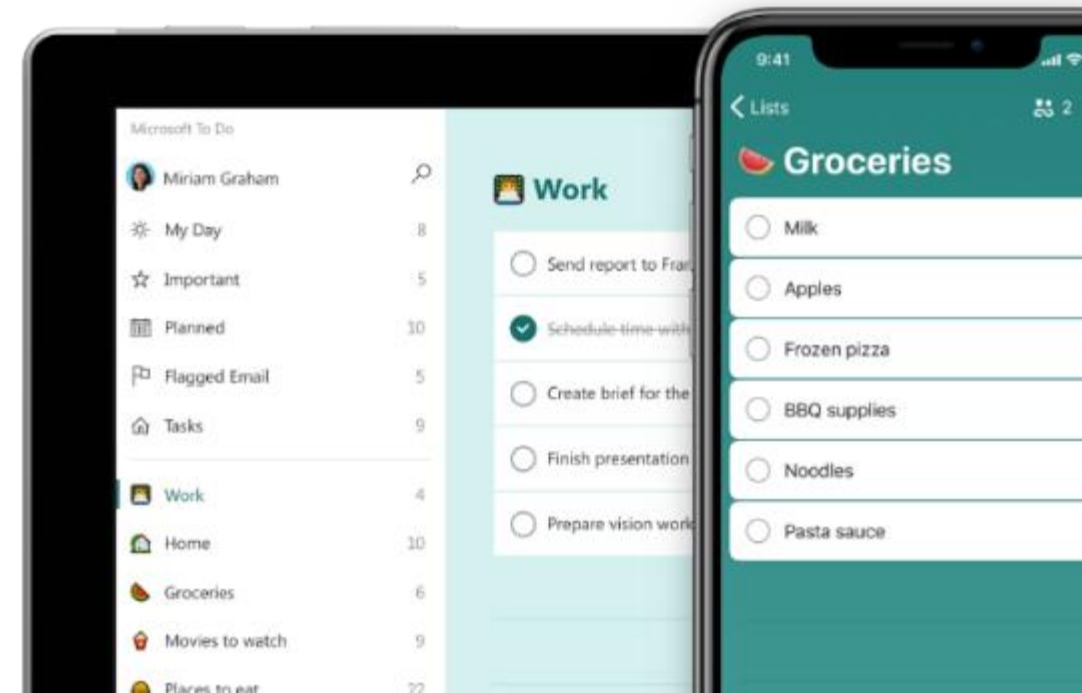 Microsoft To Do
Miriam Graham
My Day 8
Important 5
Planned 10
Flagged Email 5
Tasks 9
Work 4
Home 10
Groceries 6
Movies to watch 9
Places to eat 22
Work
Send report to
Schedule time with
Create brief for the
Finish presentation
Prepare vision
9:41
Lists 2
Groceries
Milk
Apples
Frozen pizza
BBQ supplies
Noodles
Pasta sauce